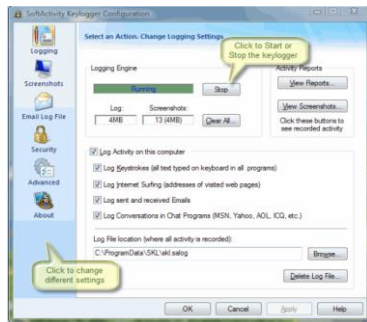 SoftActivity Keylogger Configuration
Logging
Screenshots
Email Log File
Security
Advanced
About
Select an Action. Change Logging Settings.
Click to Start or
Stop the keylogger
Logging Engine
Running
Stop
Log:
Screenshots:
4MB
13 (4MB)
Clear All...
Activity Reports
View Reports...
View Screenshots...
Click these buttons to
see recorded activity
Log Activity on this computer
Log Keystrokes (all text typed on keyboard in all programs)
Log Internet Surfing (addresses of visited web pages)
Log sent and received Emails
Log Conversations in Chat Programs (MSN, Yahoo, AOL, ICQ, etc.)
Log File location (where all activity is recorded):
C:\ProgramData\SKL\skl.salog
Browse...
Delete Log File...
Click to change
different settings
OK
Cancel
Apply
Help